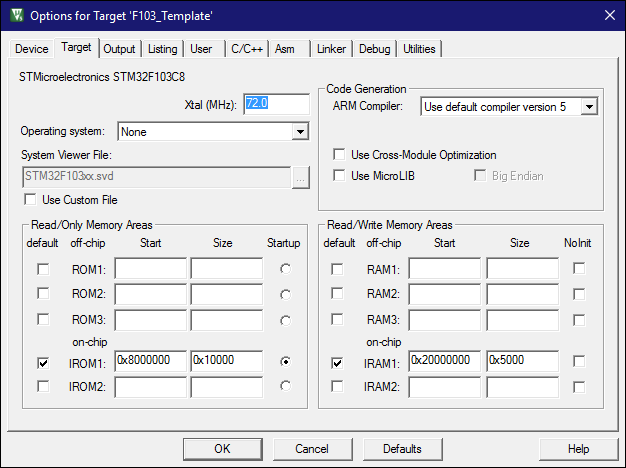 Options for Target 'F103_Template'
Device Target Output Listing User C/C++ Asm Linker Debug Utilities
STMicroelectronics STM32F103C8
Xtal (MHz): 72.0
Operating system: None
System Viewer File:
STM32F103xx.svd ...
Use Custom File
Code Generation
ARM Compiler: Use default compiler version 5
Use Cross-Module Optimization
Use MicroLIB Big Endian
Read/Only Memory Areas
default off-chip Start Size Startup
ROM1:
ROM2:
ROM3:
on-chip
IROM1: 0x8000000 0x10000
IROM2:
Read/Write Memory Areas
default off-chip Start Size NoInit
RAM1:
RAM2:
RAM3:
on-chip
IRAM1: 0x20000000 0x5000
IRAM2:
OK Cancel Defaults Help